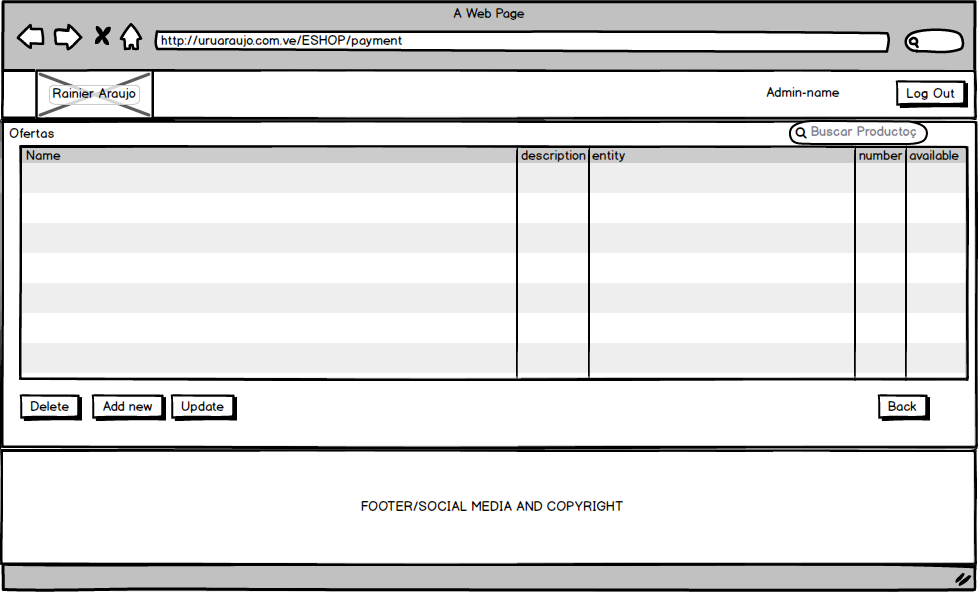 A Web Page
http://uruaraujo.com.ve/ESHOP/payment
Rainier Araujo
Admin-name
Log Out
Ofertas
Buscar Productoç
Name description entity number available
Delete Add new Update Back
FOOTER/SOCIAL MEDIA AND COPYRIGHT